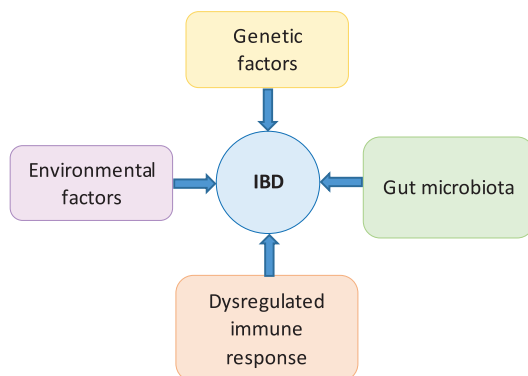 Genetic
factors
Environmental
factors
IBD
Gut microbiota
Dysregulated
immune
response